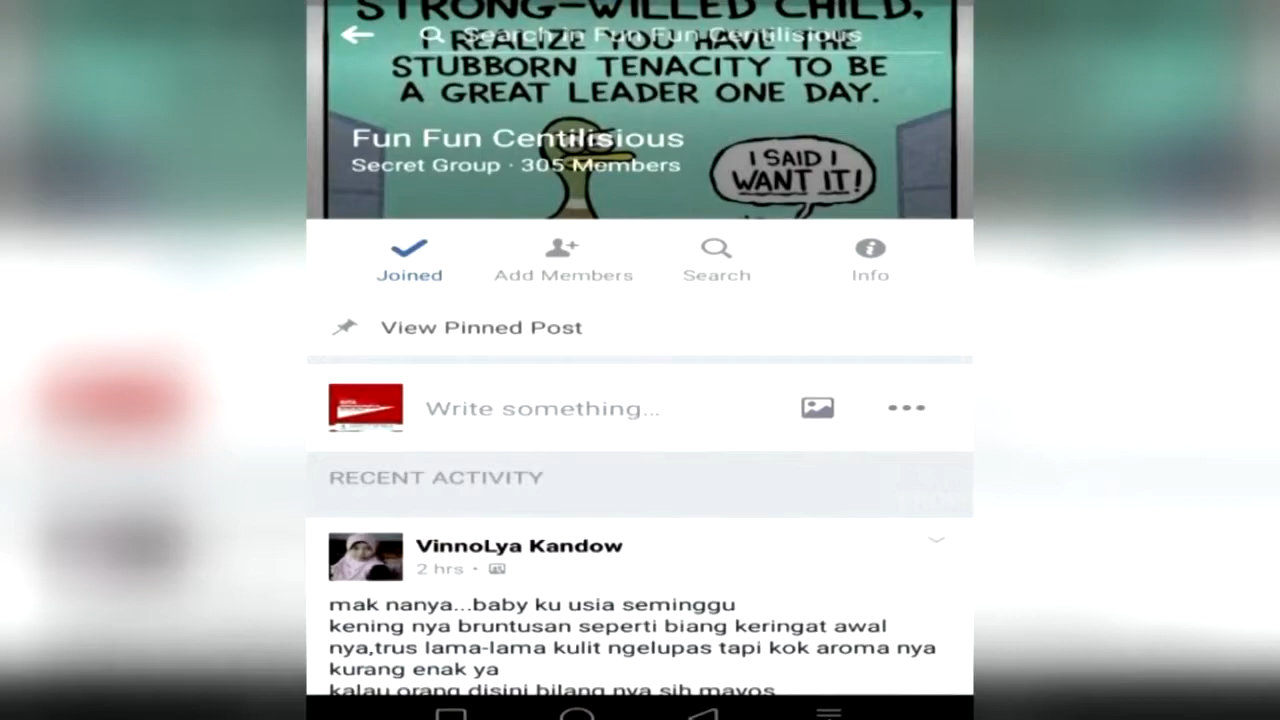 STRONG-WILLED CHILD,
Search in Fun Fun Centilisious
I REALIZE YOU HAVE THE
STUBBORN TENACITY TO BE
A GREAT LEADER ONE DAY.
Fun Fun Centilisious
Secret Group · 305 Members
I SAID I
WANT IT!
Joined
Add Members
Search
Info
View Pinned Post
Write something...
RECENT ACTIVITY
VinnoLya Kandow
2 hrs ·
mak nanya...baby ku usia seminggu
kening nya bruntusan seperti biang keringat awal
nya,trus lama-lama kulit ngelupas tapi kok aroma nya
kurang enak ya
kalau orang disini bilang nya sih mayos